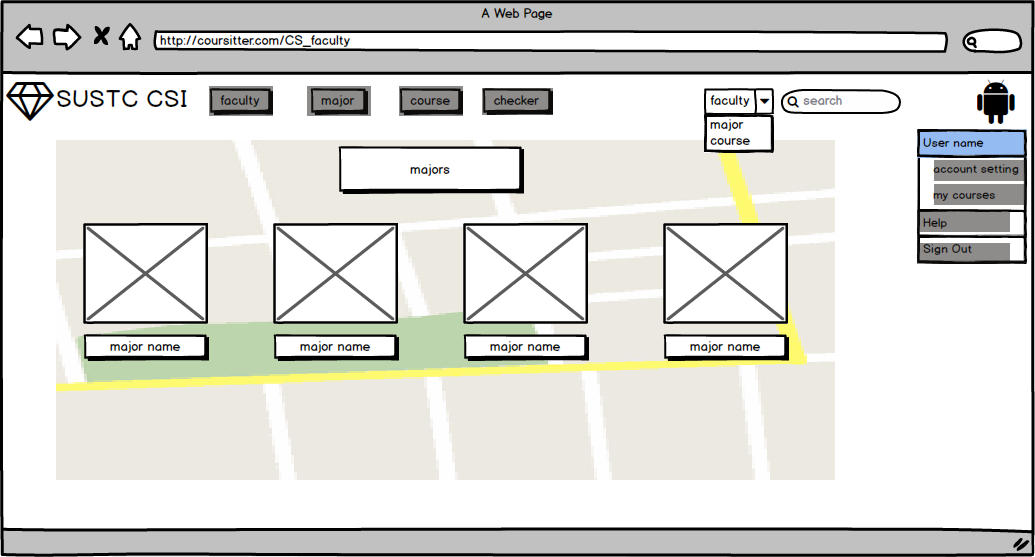 A Web Page
http://coursitter.com/CS_faculty
SUSTC CSI
faculty
major
course
checker
faculty
search
major
course
User name
account setting
my courses
Help
Sign Out
majors
major name
major name
major name
major name